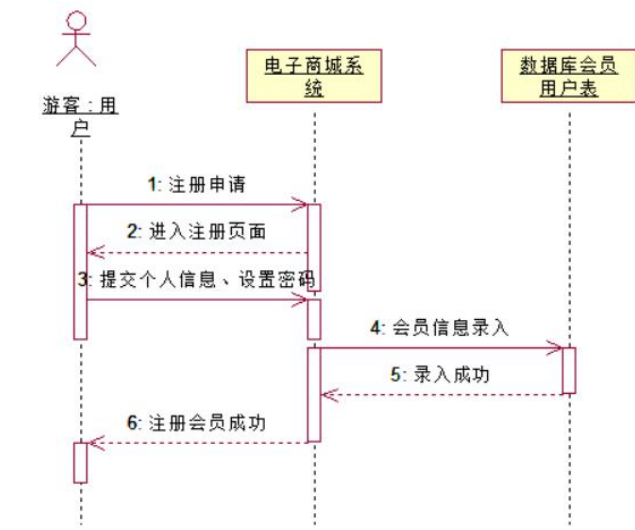 电子商城系
统
数据库会员
用户表
游客 : 用
户
1: 注册申请
2: 进入注册页面
3: 提交个人信息、设置密码
4: 会员信息录入
5: 录入成功
6: 注册会员成功